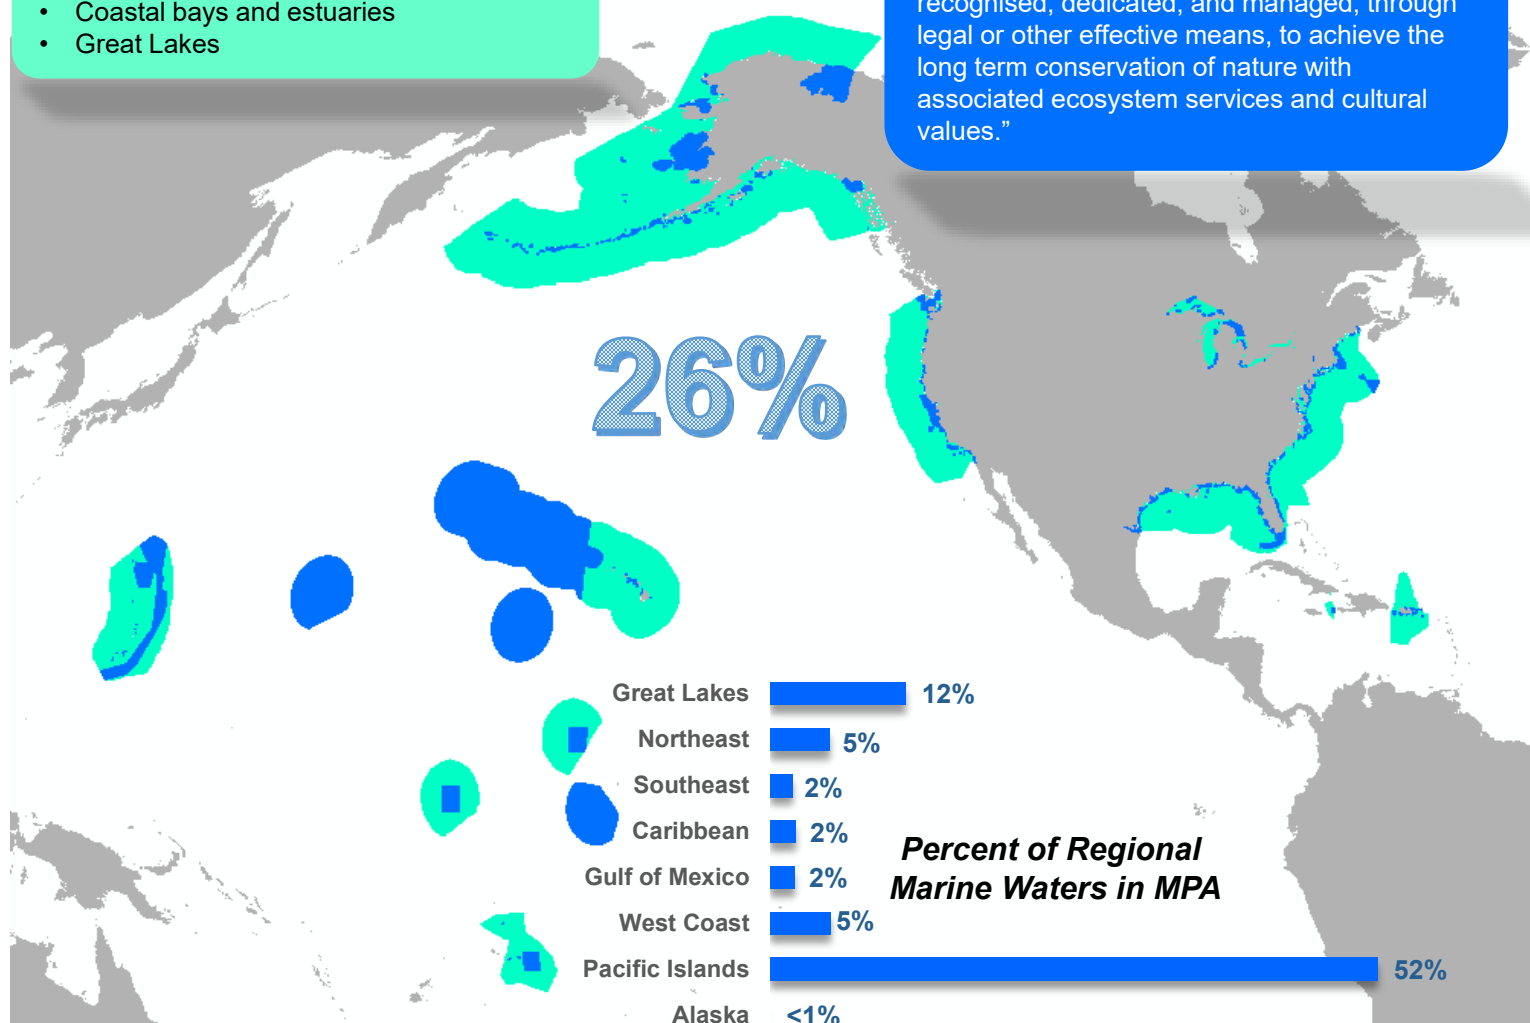 • Coastal bays and estuaries
• Great Lakes
recognised, dedicated, and managed, through
legal or other effective means, to achieve the
long term conservation of nature with
associated ecosystem services and cultural
values.”
26%
Great Lakes 12%
Northeast 5%
Southeast 2%
Caribbean 2%
Gulf of Mexico 2%
West Coast 5%
Pacific Islands 52%
Alaska <1%
Percent of Regional
Marine Waters in MPA